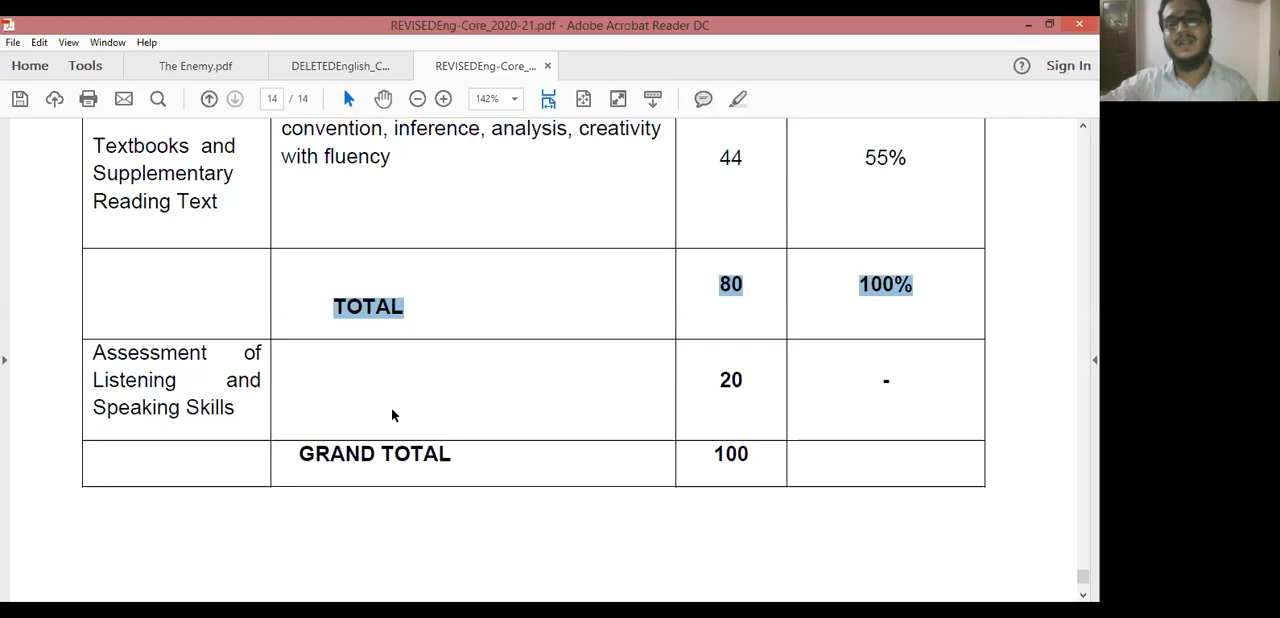 REVISEDEng-Core_2020-21.pdf - Adobe Acrobat Reader DC
File Edit View Window Help
Home Tools The Enemy.pdf DELETEDEnglish_C... REVISEDEng-Core_... × Sign In
14 / 14 142%
convention, inference, analysis, creativity
with fluency
Textbooks and
Supplementary
Reading Text
44 55%
TOTAL 80 100%
Assessment of
Listening and
Speaking Skills
20 -
GRAND TOTAL 100